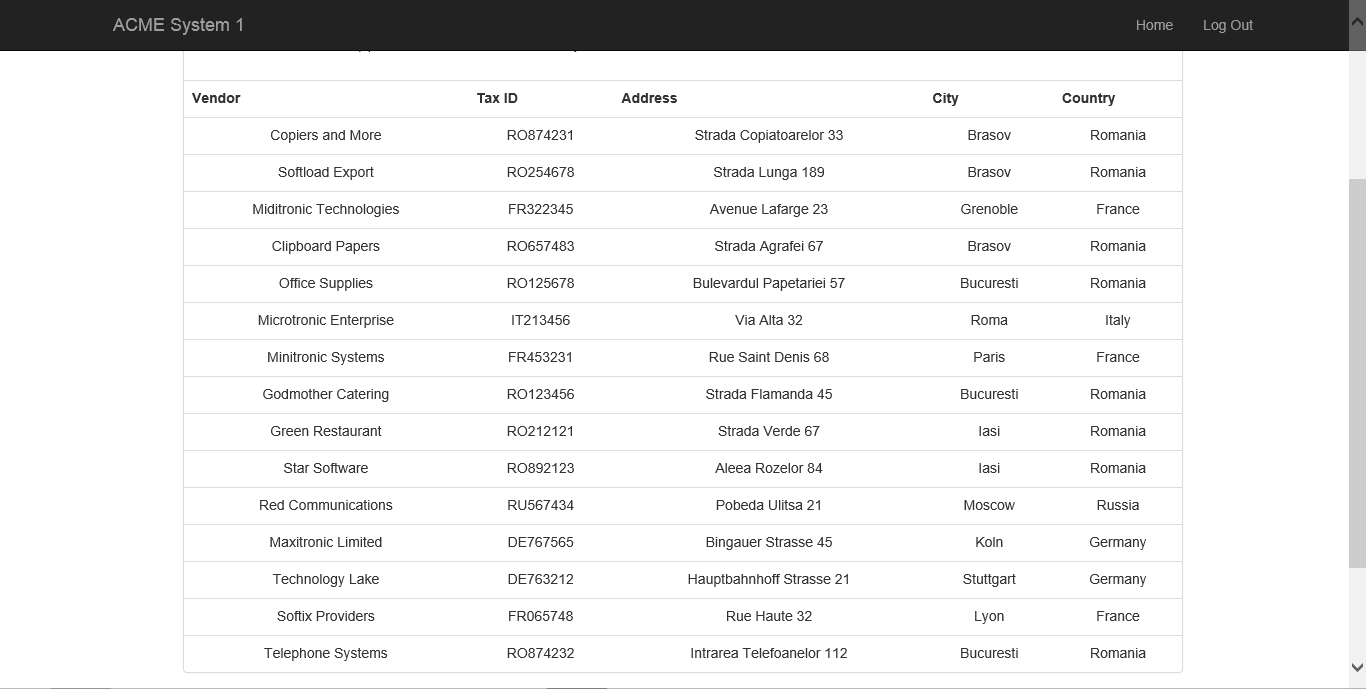 ACME System 1 Home Log Out
Vendor Tax ID Address City Country
Copiers and More RO874231 Strada Copiatoarelor 33 Brasov Romania
Softload Export RO254678 Strada Lunga 189 Brasov Romania
Miditronic Technologies FR322345 Avenue Lafarge 23 Grenoble France
Clipboard Papers RO657483 Strada Agrafei 67 Brasov Romania
Office Supplies RO125678 Bulevardul Papetariei 57 Bucuresti Romania
Microtronic Enterprise IT213456 Via Alta 32 Roma Italy
Minitronic Systems FR453231 Rue Saint Denis 68 Paris France
Godmother Catering RO123456 Strada Flamanda 45 Bucuresti Romania
Green Restaurant RO212121 Strada Verde 67 Iasi Romania
Star Software RO892123 Aleea Rozelor 84 Iasi Romania
Red Communications RU567434 Pobeda Ulitsa 21 Moscow Russia
Maxitronic Limited DE767565 Bingauer Strasse 45 Koln Germany
Technology Lake DE763212 Hauptbahnhoff Strasse 21 Stuttgart Germany
Softix Providers FR065748 Rue Haute 32 Lyon France
Telephone Systems RO874232 Intrarea Telefoanelor 112 Bucuresti Romania